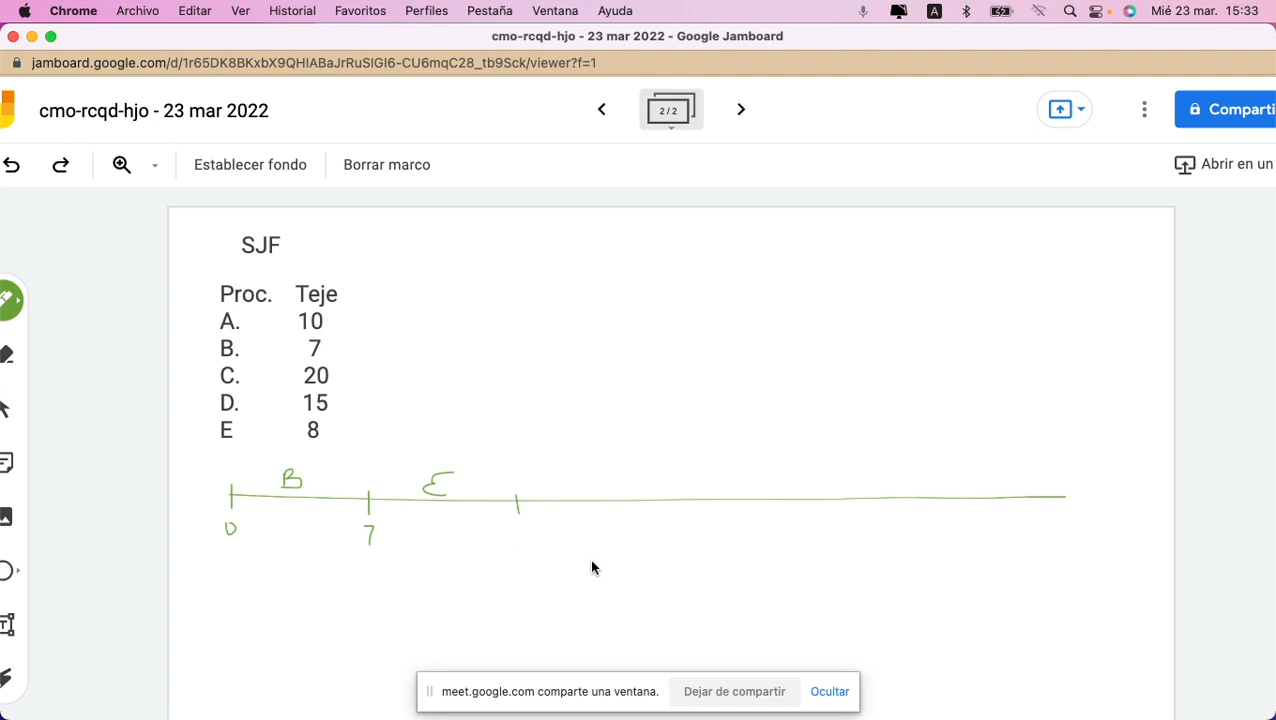 Chrome Archivo Editar Ver Historial Favoritos Perfiles Pestaña Ventana Ayuda A Mié 23 mar. 15:33
cmo-rcqd-hjo - 23 mar 2022 - Google Jamboard
jamboard.google.com/d/1r65DK8BKxbX9QHIABaJrRuSIGI6-CU6mqC28_tb9Sck/viewer?f=1
cmo-rcqd-hjo - 23 mar 2022 2/2 Comparti
Establecer fondo Borrar marco Abrir en un
SJF
Proc. Teje
A. 10
B. 7
C. 20
D. 15
E 8
B E
0 7
meet.google.com comparte una ventana. Dejar de compartir Ocultar